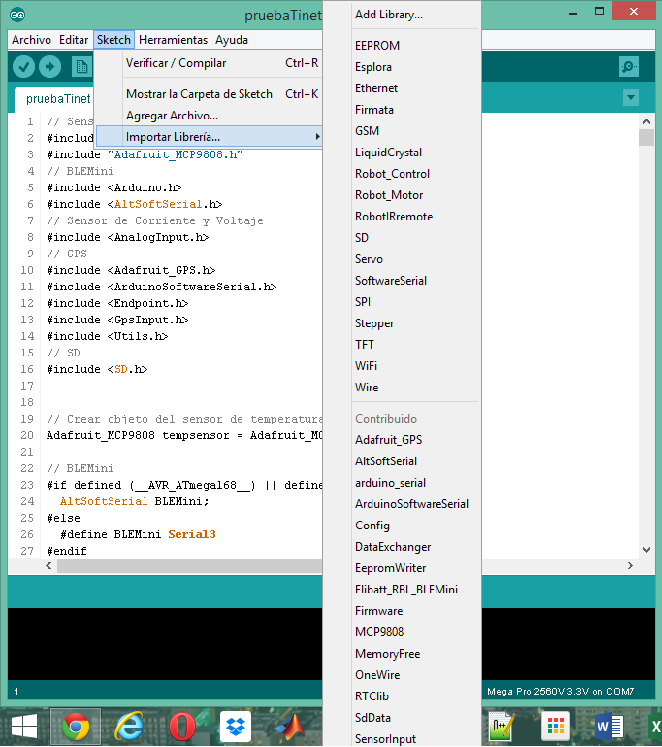 pruebaTinet
Archivo Editar Sketch Herramientas Ayuda
Verificar / Compilar Ctrl-R
Mostrar la Carpeta de Sketch Ctrl-K
Agregar Archivo...
Importar Librería...
pruebaTinet
1 // Sens
2 #includ
3 #include "Adafruit_MCP9808.h"
4 // BLEMini
5 #include <Arduino.h>
6 #include <AltSoftSerial.h>
7 // Sensor de Corriente y Voltaje
8 #include <AnalogInput.h>
9 // GPS
10 #include <Adafruit_GPS.h>
11 #include <ArduinoSoftwareSerial.h>
12 #include <Endpoint.h>
13 #include <GpsInput.h>
14 #include <Utils.h>
15 // SD
16 #include <SD.h>
17
18
19 // Crear objeto del sensor de temperatura
20 Adafruit_MCP9808 tempsensor = Adafruit_MC
21
22 // BLEMini
23 #if defined (__AVR_ATmega168__) || define
24 AltSoftSerial BLEMini;
25 #else
26 #define BLEMini Serial3
27 #endif
Add Library...
EEPROM
Esplora
Ethernet
Firmata
GSM
LiquidCrystal
Robot_Control
Robot_Motor
RobotIRremote
SD
Servo
SoftwareSerial
SPI
Stepper
TFT
WiFi
Wire
Contribuido
Adafruit_GPS
AltSoftSerial
arduino_serial
ArduinoSoftwareSerial
Config
DataExchanger
EepromWriter
Elibatt_RBL_BLEMini
Firmware
MCP9808
MemoryFree
OneWire
RTClib
SdData
SensorInput
1
Mega Pro 2560V 3.3V on COM7